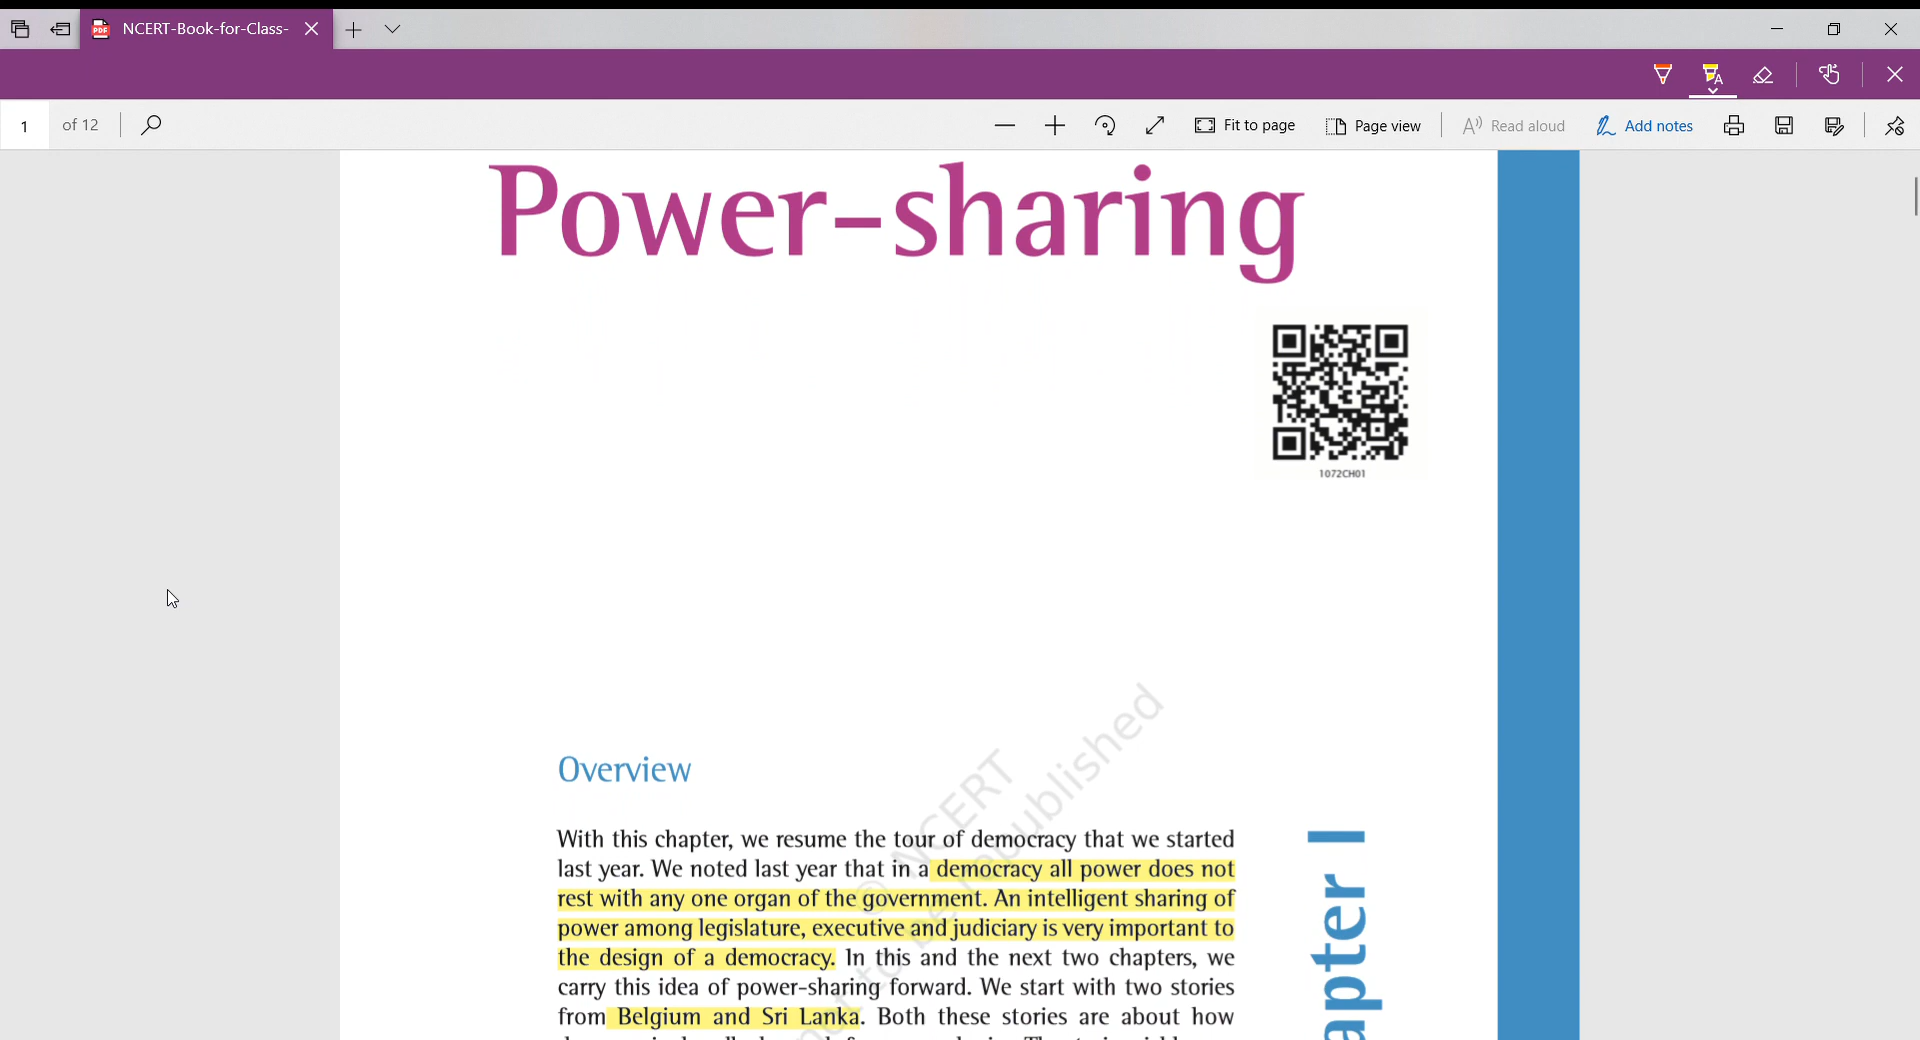 NCERT-Book-for-Class-
1 of 12 Fit to page Page view Read aloud Add notes
Power-sharing
1072CH01
Overview
With this chapter, we resume the tour of democracy that we started
last year. We noted last year that in a democracy all power does not
rest with any one organ of the government. An intelligent sharing of
power among legislature, executive and judiciary is very important to
the design of a democracy. In this and the next two chapters, we
carry this idea of power-sharing forward. We start with two stories
from Belgium and Sri Lanka. Both these stories are about how
© NCERT
not to be republished
apter I